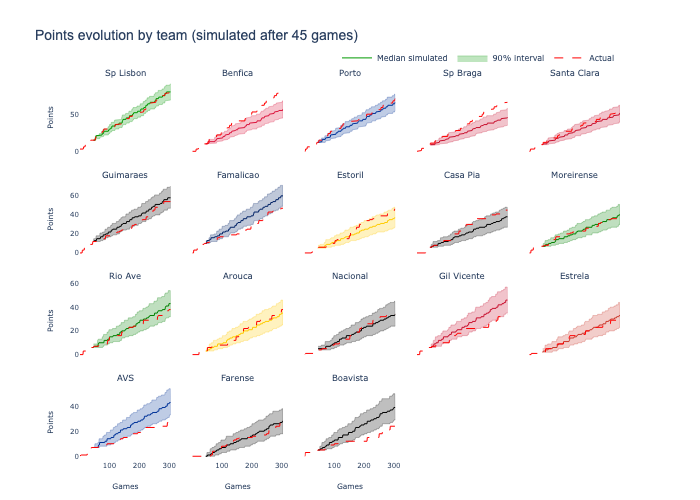 Points evolution by team (simulated after 45 games)
Median simulated 90% interval Actual
Sp Lisbon Benfica Porto Sp Braga Santa Clara
Points
50
0
Guimaraes Famalicao Estoril Casa Pia Moreirense
Points
60
40
20
0
Rio Ave Arouca Nacional Gil Vicente Estrela
Points
60
40
20
0
AVS Farense Boavista
Points
40
20
0
100 200 300 100 200 300 100 200 300
Games Games Games